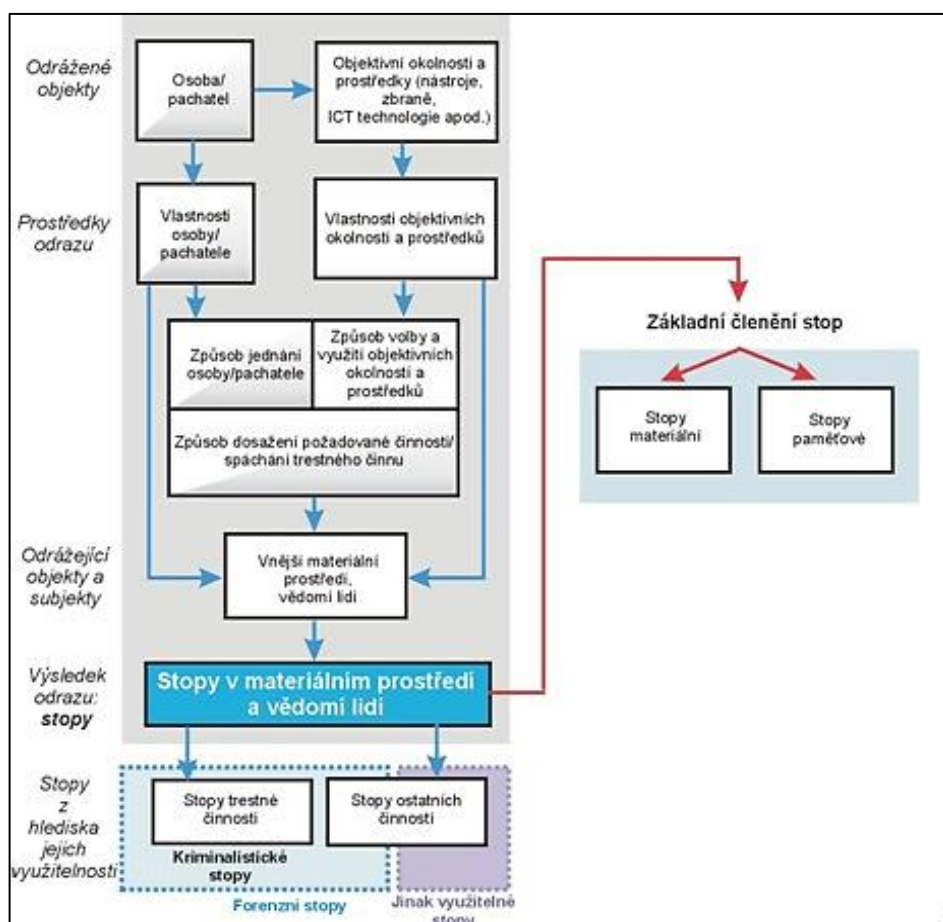 Odrážené
objekty
Osoba/
pachatel
Objektivní okolnosti a
prostředky (nástroje,
zbraně,
ICT technologie apod.)
Prostředky
odrazu
Vlastnosti
osoby/
pachatele
Vlastnosti objektivních
okolností a prostředků
Způsob jednání
osoby/pachatele
Způsob volby a
využití objektivních
okolností a
prostředků
Způsob dosažení požadované činnosti/
spáchání trestného činnu
Odrážející
objekty a
subjekty
Vnější materiální
prostředí,
vědomí lidí
Výsledek
odrazu:
stopy
Stopy v materiálním prostředí
a vědomí lidí
Základní členění stop
Stopy
materiální
Stopy
paměťové
Stopy
z
hlediska
jejich
využitelnosti
Stopy trestné
činnosti
Stopy ostatních
činností
Kriminalistické
stopy
Forenzní stopy
Jinak využitelné
stopy